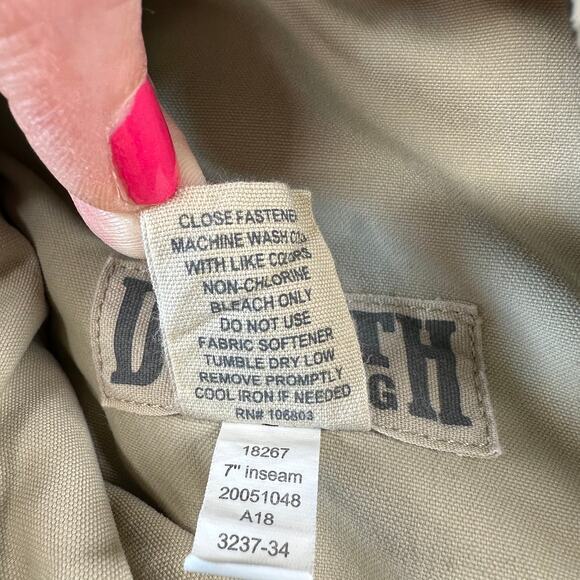 CLOSE FASTENER
MACHINE WASH COLD
WITH LIKE COLORS
NON-CHLORINE
BLEACH ONLY
DO NOT USE
FABRIC SOFTENER
TUMBLE DRY LOW
REMOVE PROMPTLY
COOL IRON IF NEEDED
RN# 106803
D TH
G
18267
7" inseam
20051048
A18
3237-34